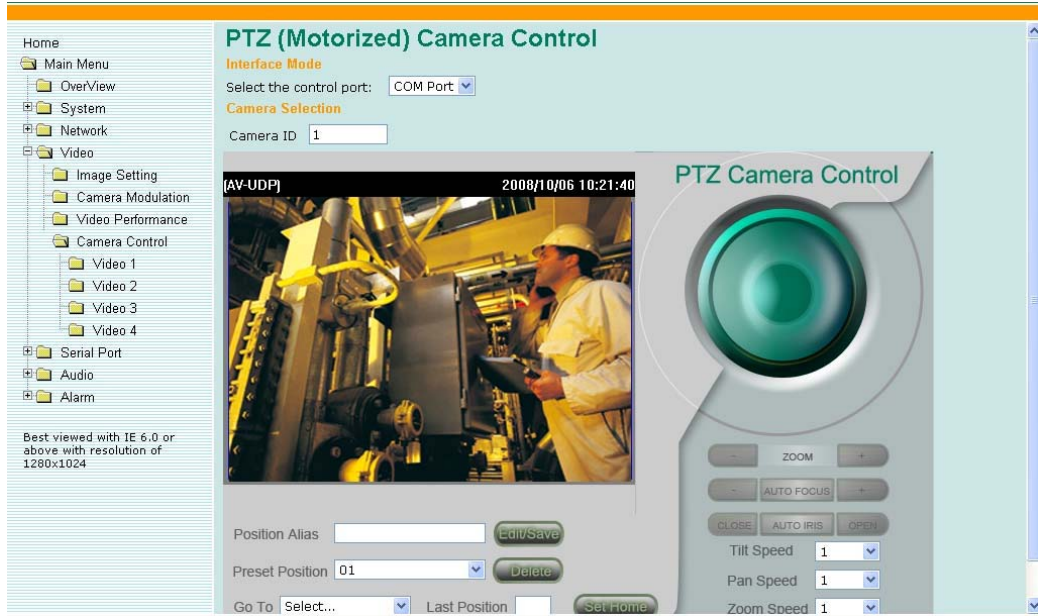 Home
Main Menu
OverView
System
Network
Video
Image Setting
Camera Modulation
Video Performance
Camera Control
Video 1
Video 2
Video 3
Video 4
Serial Port
Audio
Alarm
Best viewed with IE 6.0 or
above with resolution of
1280x1024
PTZ (Motorized) Camera Control
Interface Mode
Select the control port: COM Port
Camera Selection
Camera ID 1
(AV-UDP) 2008/10/06 10:21:40
PTZ Camera Control
- ZOOM +
- AUTO FOCUS +
CLOSE AUTO IRIS OPEN
Tilt Speed 1
Pan Speed 1
Zoom Speed 1
Position Alias Edit/Save
Preset Position 01 Delete
Go To Select... Last Position Set Home